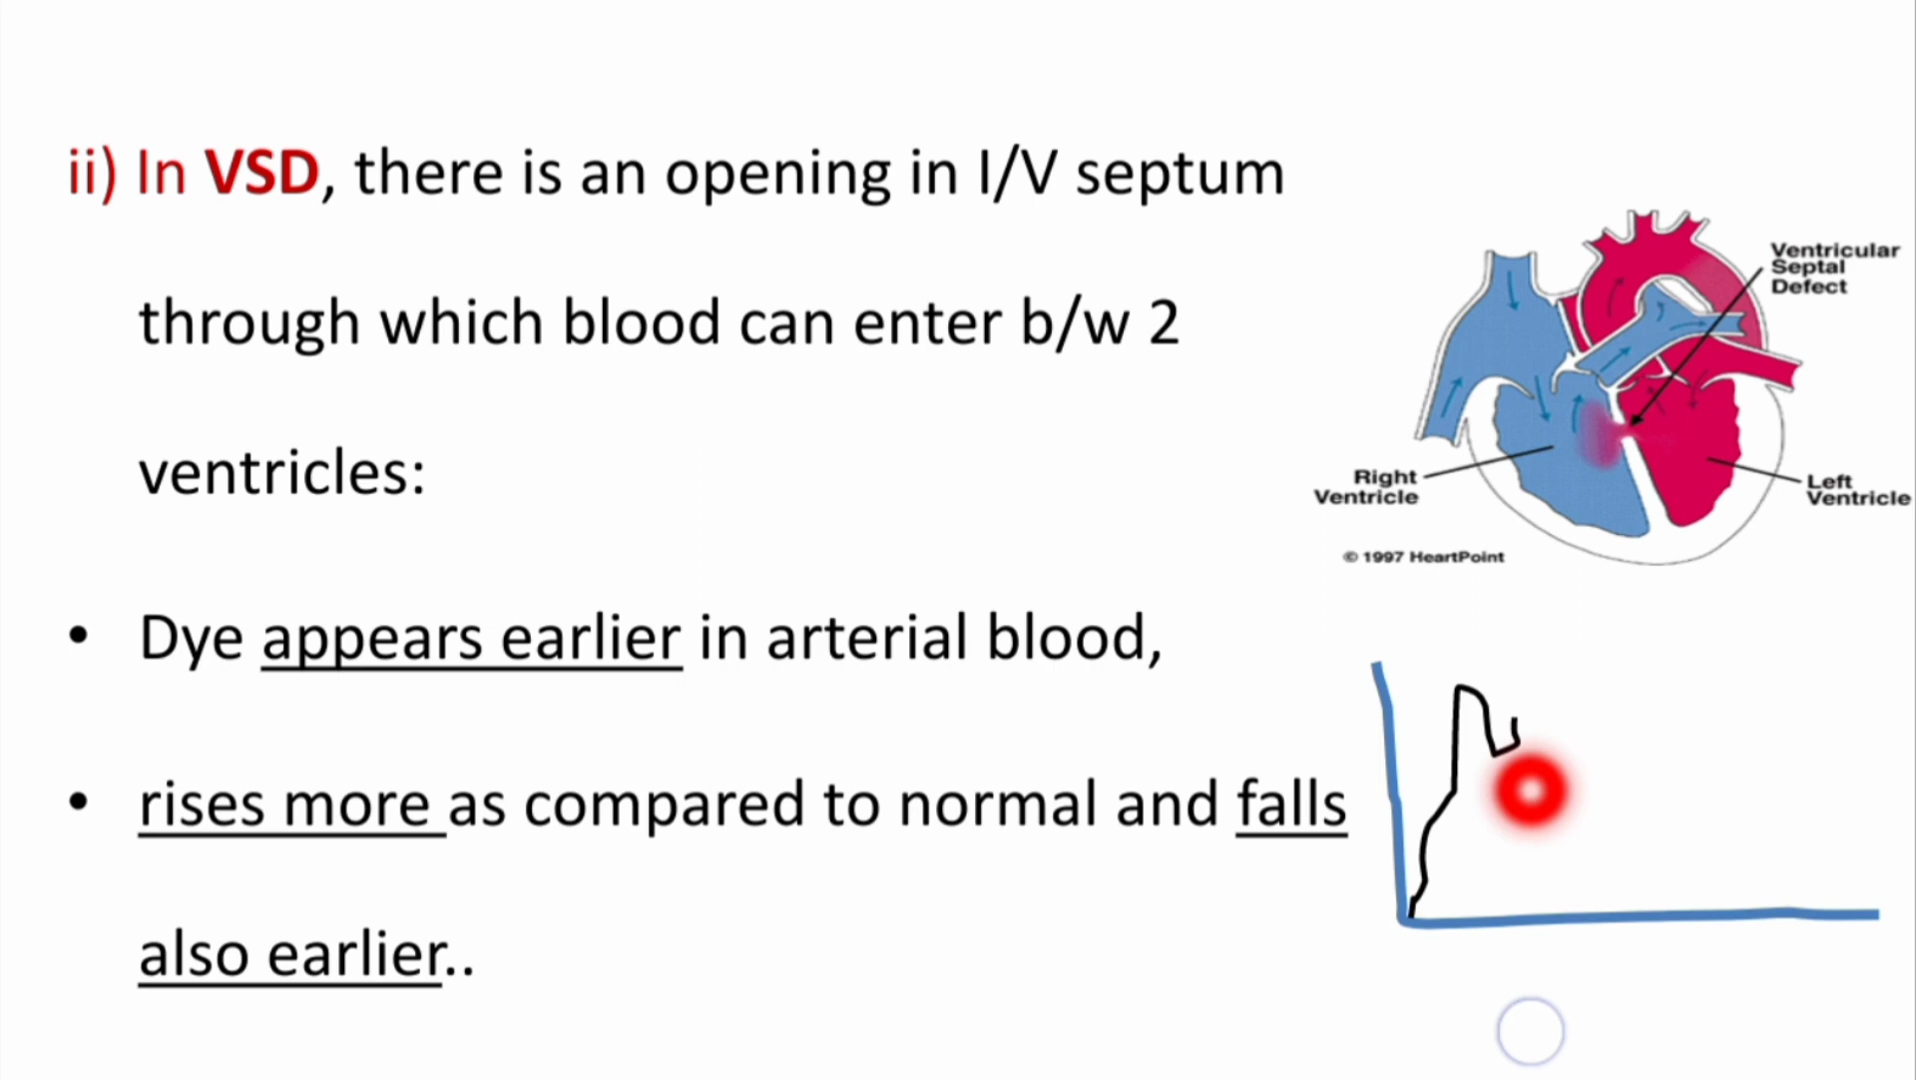 ii) In VSD, there is an opening in I/V septum
through which blood can enter b/w 2
ventricles:
• Dye appears earlier in arterial blood,
• rises more as compared to normal and falls
also earlier..
Ventricular
Septal
Defect
Right
Ventricle
Left
Ventricle
© 1997 HeartPoint